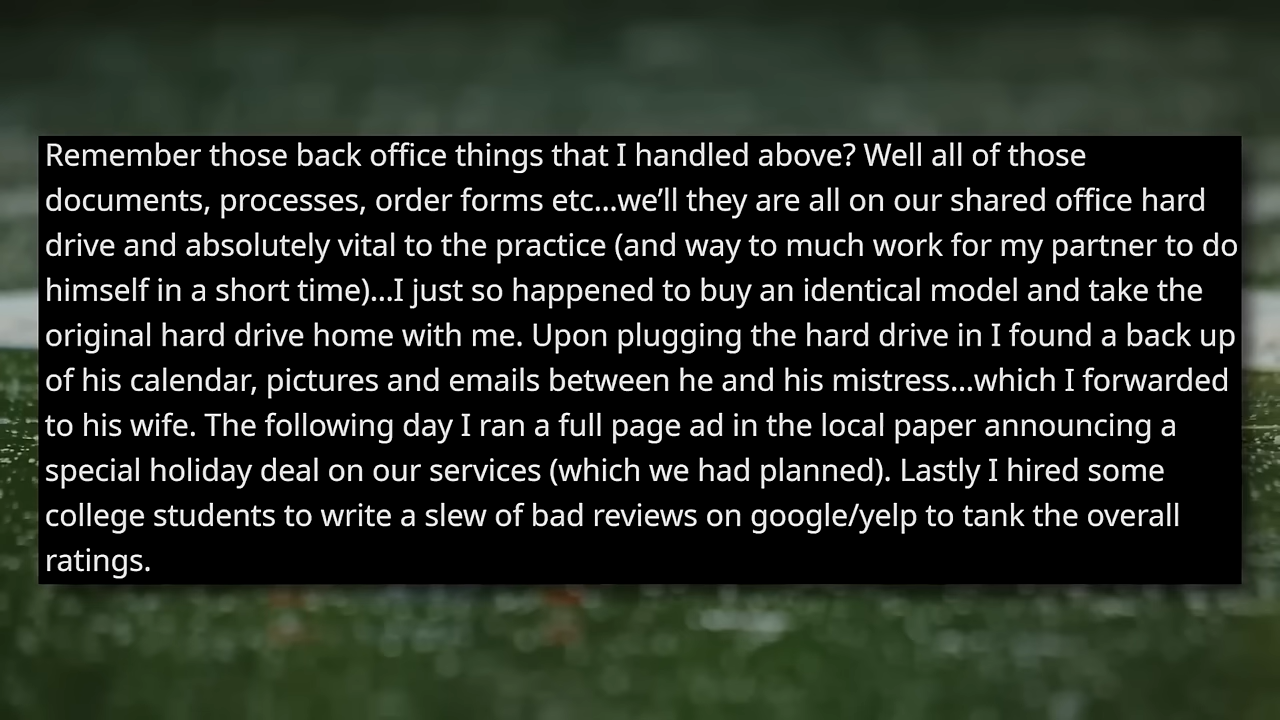 Remember those back office things that I handled above? Well all of those
documents, processes, order forms etc...we’ll they are all on our shared office hard
drive and absolutely vital to the practice (and way to much work for my partner to do
himself in a short time)...I just so happened to buy an identical model and take the
original hard drive home with me. Upon plugging the hard drive in I found a back up
of his calendar, pictures and emails between he and his mistress...which I forwarded
to his wife. The following day I ran a full page ad in the local paper announcing a
special holiday deal on our services (which we had planned). Lastly I hired some
college students to write a slew of bad reviews on google/yelp to tank the overall
ratings.